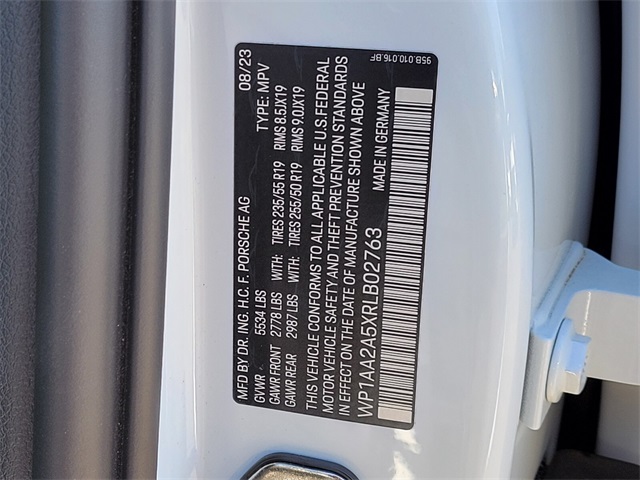 MFD BY DR. ING. H.C. F. PORSCHE AG 08/23
GVWR 5534 LBS TYPE: MPV
GAWR FRONT 2778 LBS TIRES 235/55 R19 RIMS 8.5JX19
GAWR REAR 2987 LBS TIRES 255/50 R19 RIMS 9.0JX19
THIS VEHICLE CONFORMS TO ALL APPLICABLE U.S. FEDERAL
MOTOR VEHICLE SAFETY AND THEFT PREVENTION STANDARDS
IN EFFECT ON THE DATE OF MANUFACTURE SHOWN ABOVE
WP1AA2A5XRLB02763 MADE IN GERMANY
95B.010.016.BF